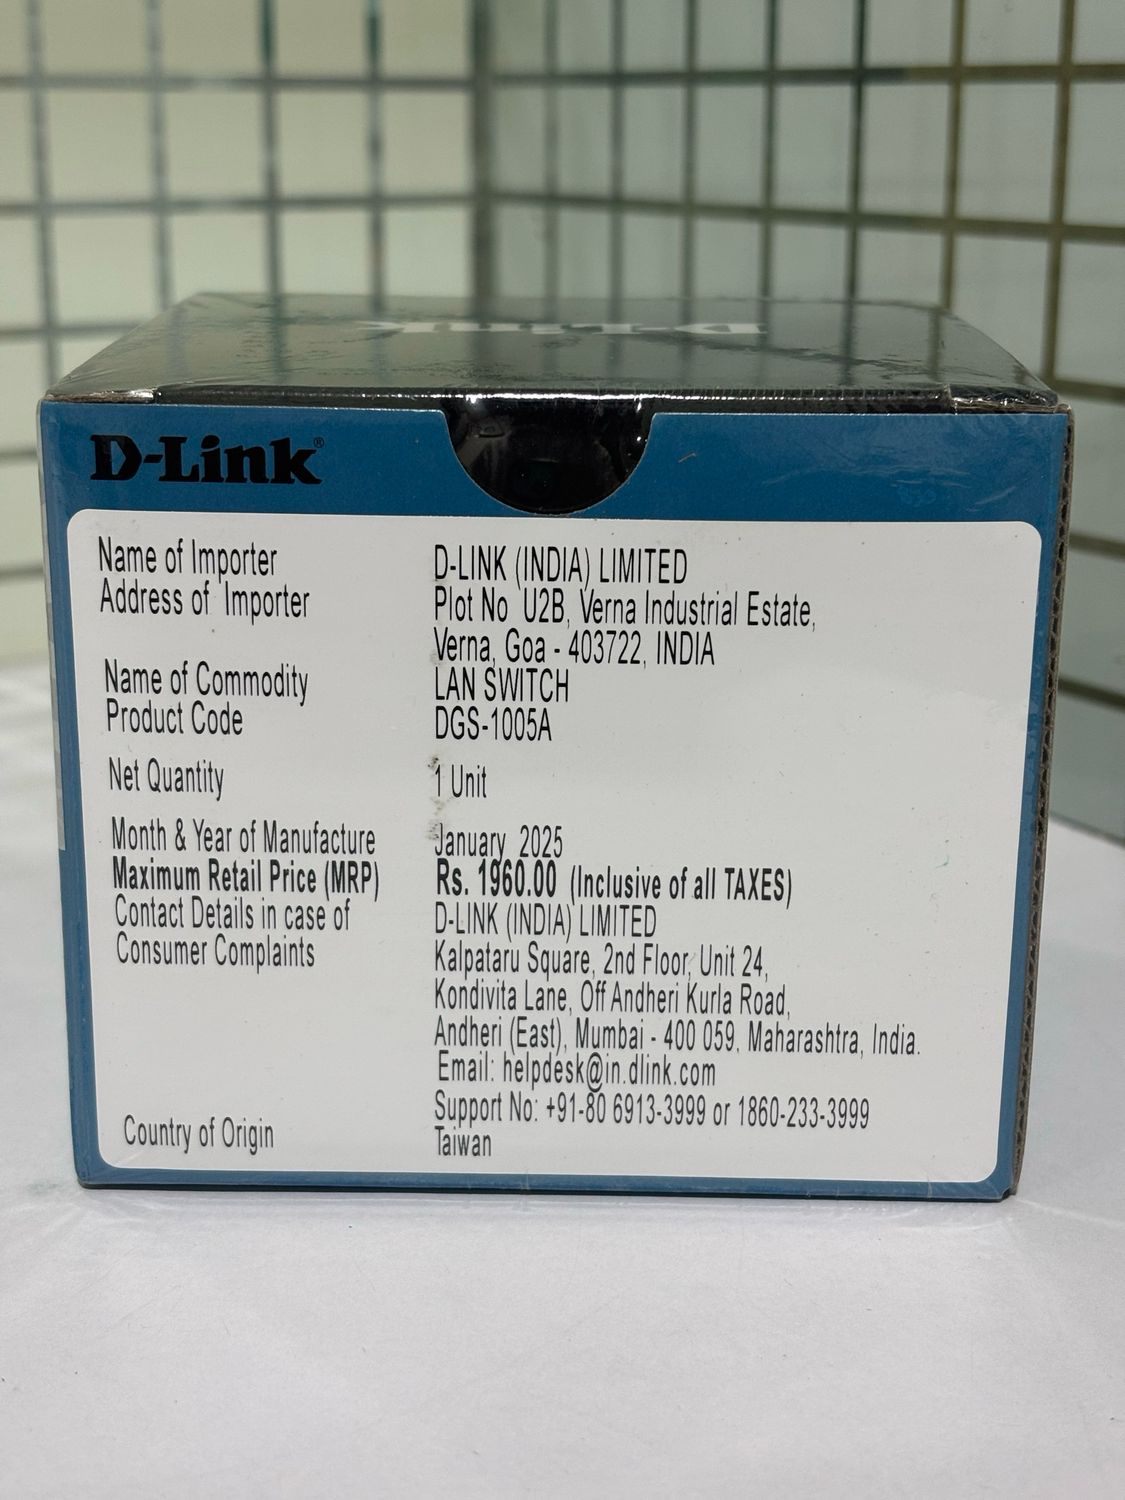 D-Link
D-Link®
Name of Importer D-LINK (INDIA) LIMITED
Address of Importer Plot No U2B, Verna Industrial Estate,
Verna, Goa - 403722, INDIA
Name of Commodity LAN SWITCH
Product Code DGS-1005A
Net Quantity 1 Unit
Month & Year of Manufacture January 2025
Maximum Retail Price (MRP) Rs. 1960.00 (Inclusive of all TAXES)
Contact Details in case of D-LINK (INDIA) LIMITED
Consumer Complaints Kalpataru Square, 2nd Floor, Unit 24,
Kondivita Lane, Off Andheri Kurla Road,
Andheri (East), Mumbai - 400 059, Maharashtra, India.
Email: helpdesk@in.dlink.com
Support No: +91-80 6913-3999 or 1860-233-3999
Country of Origin Taiwan